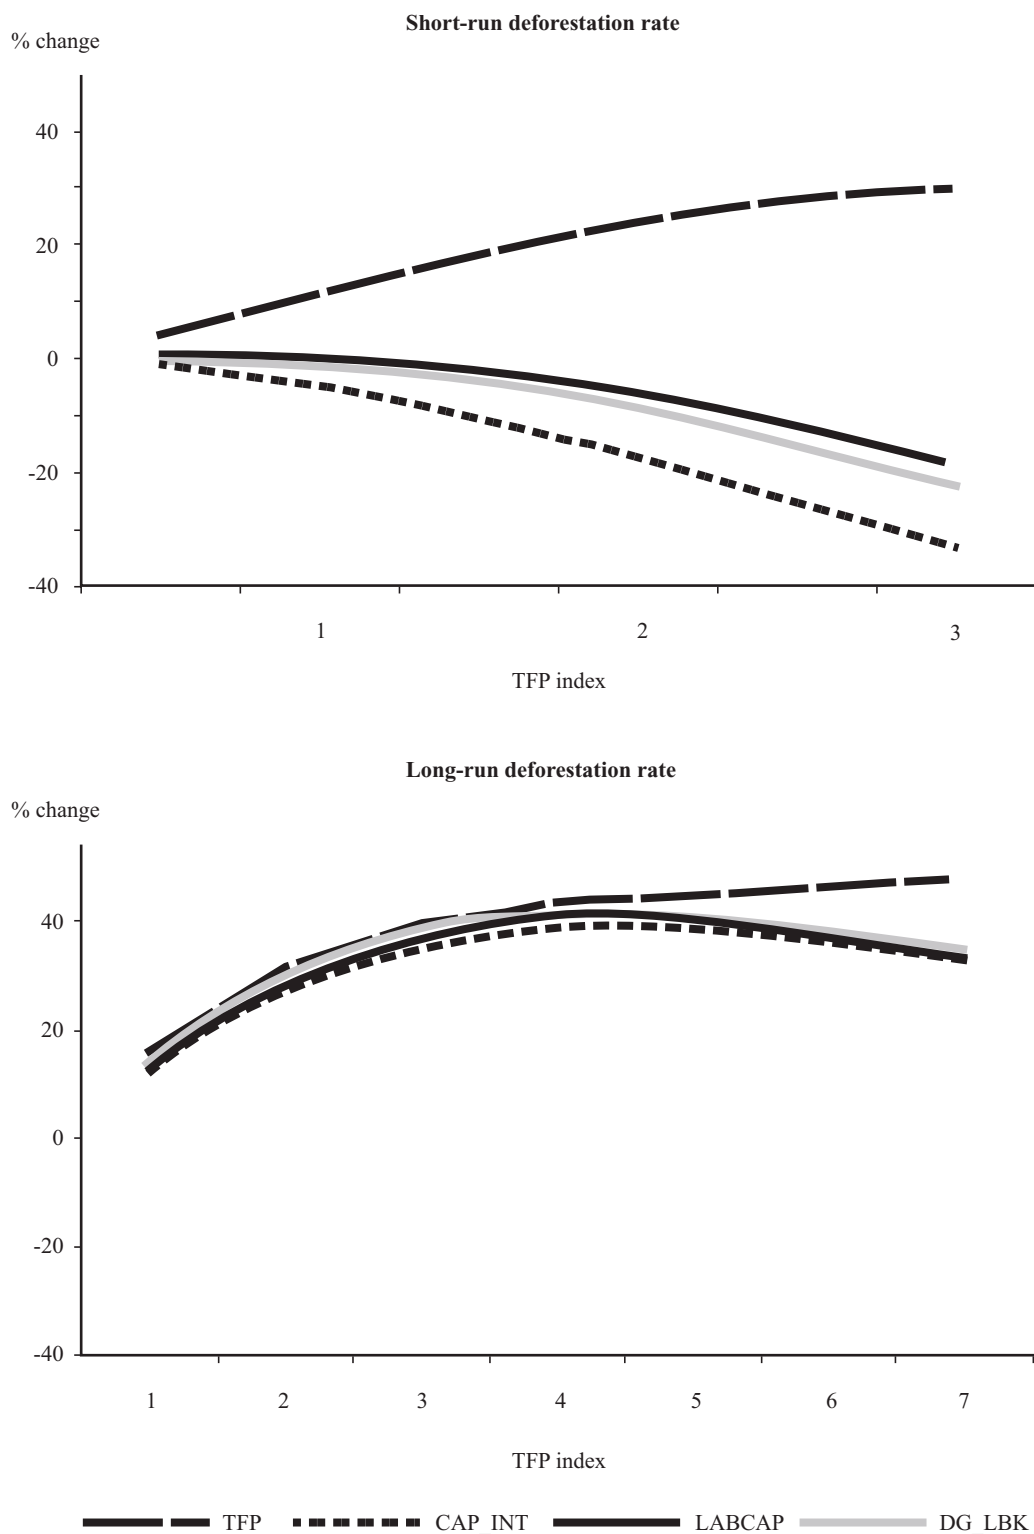 Short-run deforestation rate
% change
40
20
0
-20
-40
1 2 3
TFP index
Long-run deforestation rate
% change
40
20
0
-20
-40
1 2 3 4 5 6 7
TFP index
TFP CAP_INT LABCAP DG_LBK